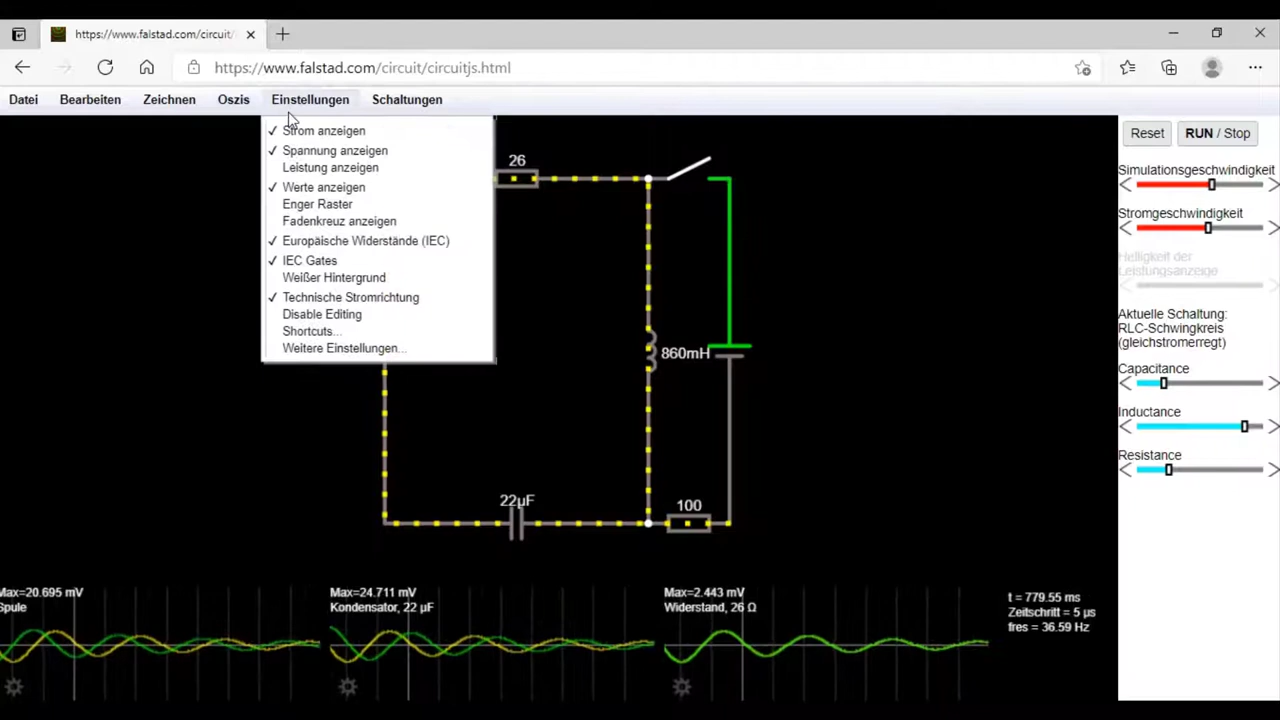 https://www.falstad.com/circuit/
https://www.falstad.com/circuit/circuitjs.html
Datei Bearbeiten Zeichnen Oszis Einstellungen Schaltungen
Strom anzeigen
Spannung anzeigen
Leistung anzeigen
Werte anzeigen
Enger Raster
Fadenkreuz anzeigen
Europäische Widerstände (IEC)
IEC Gates
Weißer Hintergrund
Technische Stromrichtung
Disable Editing
Shortcuts...
Weitere Einstellungen...
26
860mH
22µF
100
Reset RUN / Stop
Simulationsgeschwindigkeit
Stromgeschwindigkeit
Helligkeit der
Leistungsanzeige
Aktuelle Schaltung:
RLC-Schwingkreis
(gleichstromerregt)
Capacitance
Inductance
Resistance
Max=20.695 mV
Spule
Max=24.711 mV
Kondensator, 22 µF
Max=2.443 mV
Widerstand, 26 Ω
t = 779.55 ms
Zeitschritt = 5 µs
fres = 36.59 Hz